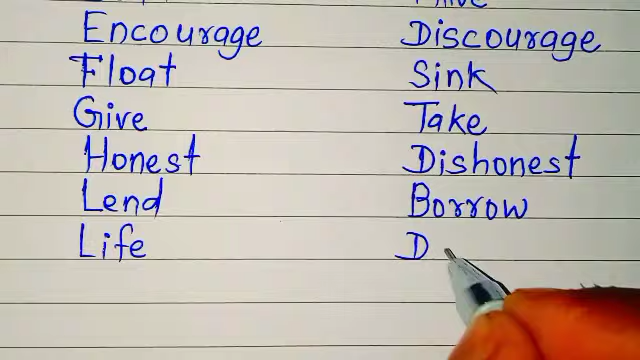 Encourage Discourage
Float Sink
Give Take
Honest Dishonest
Lend Borrow
Life D